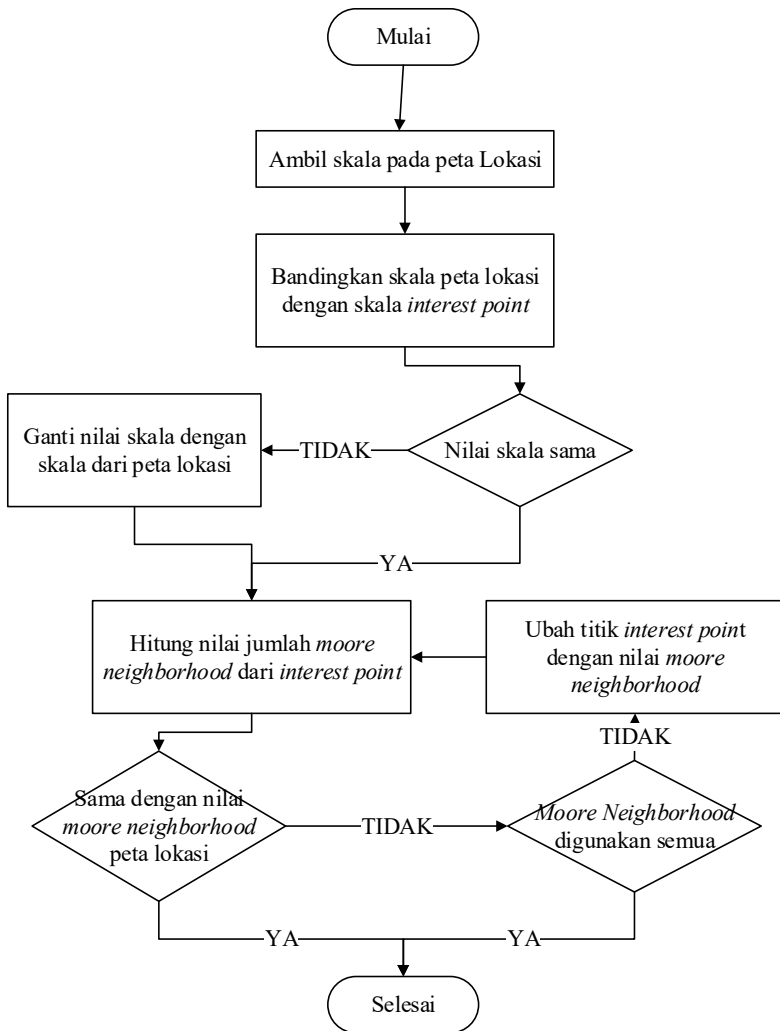 Mulai
Ambil skala pada peta Lokasi
Bandingkan skala peta lokasi
dengan skala interest point
Ganti nilai skala dengan
skala dari peta lokasi
TIDAK
Nilai skala sama
YA
Hitung nilai jumlah moore
neighborhood dari interest point
Ubah titik interest point
dengan nilai moore
neighborhood
TIDAK
Sama dengan nilai
moore neighborhood
peta lokasi
TIDAK
Moore Neighborhood
digunakan semua
YA
YA
Selesai